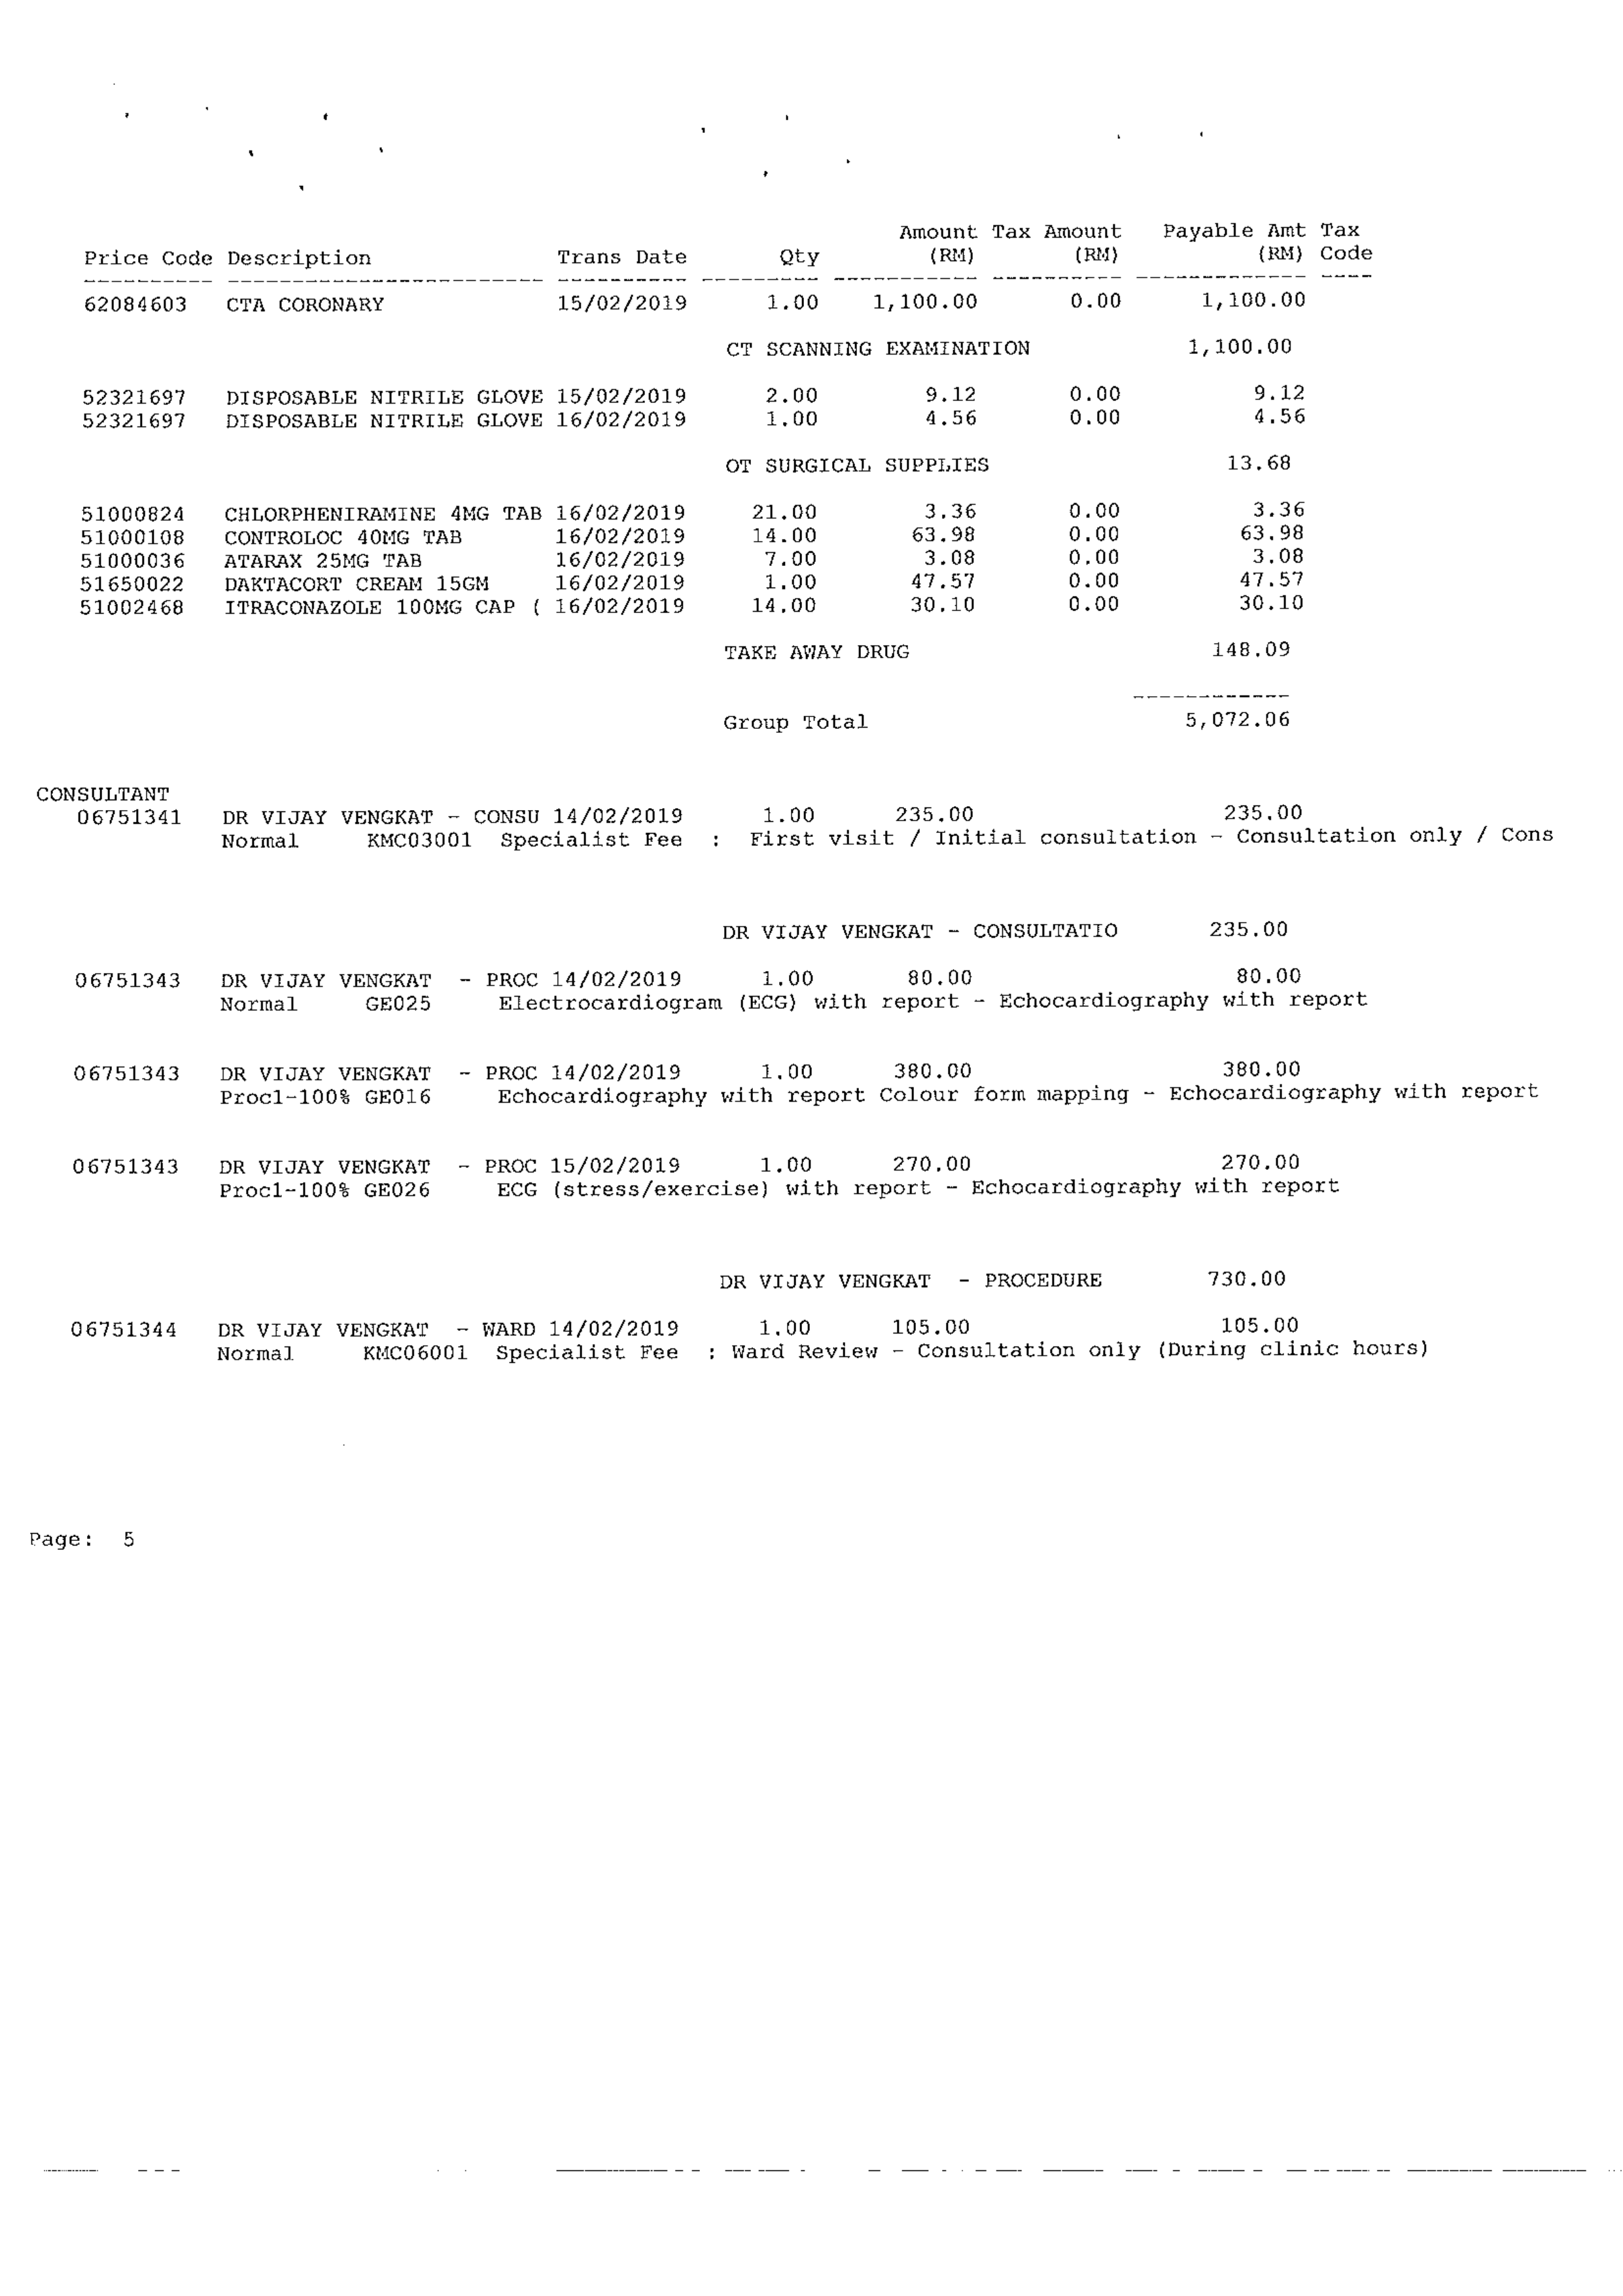 Amount Tax Amount Payable Amt Tax
Price Code Description Trans Date Qty (RM) (RM) (RM) Code
62084603 CTA CORONARY 15/02/2019 1.00 1,100.00 0.00 1,100.00
CT SCANNING EXAMINATION 1,100.00
52321697 DISPOSABLE NITRILE GLOVE 15/02/2019 2.00 9.12 0.00 9.12
52321697 DISPOSABLE NITRILE GLOVE 16/02/2019 1.00 4.56 0.00 4.56
OT SURGICAL SUPPLIES 13.68
51000824 CHLORPHENIRAMINE 4MG TAB 16/02/2019 21.00 3.36 0.00 3.36
51000108 CONTROLOC 40MG TAB 16/02/2019 14.00 63.98 0.00 63.98
51000036 ATARAX 25MG TAB 16/02/2019 7.00 3.08 0.00 3.08
51650022 DAKTACORT CREAM 15GM 16/02/2019 1.00 47.57 0.00 47.57
51002468 ITRACONAZOLE 100MG CAP ( 16/02/2019 14.00 30.10 0.00 30.10
TAKE AWAY DRUG 148.09
Group Total 5,072.06
CONSULTANT
06751341 DR VIJAY VENGKAT - CONSU 14/02/2019 1.00 235.00 235.00
Normal KMC03001 Specialist Fee : First visit / Initial consultation - Consultation only / Cons
DR VIJAY VENGKAT - CONSULTATIO 235.00
06751343 DR VIJAY VENGKAT - PROC 14/02/2019 1.00 80.00 80.00
Normal GE025 Electrocardiogram (ECG) with report - Echocardiography with report
06751343 DR VIJAY VENGKAT - PROC 14/02/2019 1.00 380.00 380.00
Proc1-100% GE016 Echocardiography with report Colour form mapping - Echocardiography with report
06751343 DR VIJAY VENGKAT - PROC 15/02/2019 1.00 270.00 270.00
Proc1-100% GE026 ECG (stress/exercise) with report - Echocardiography with report
DR VIJAY VENGKAT - PROCEDURE 730.00
06751344 DR VIJAY VENGKAT - WARD 14/02/2019 1.00 105.00 105.00
Normal KMC06001 Specialist Fee : Ward Review - Consultation only (During clinic hours)
Page: 5